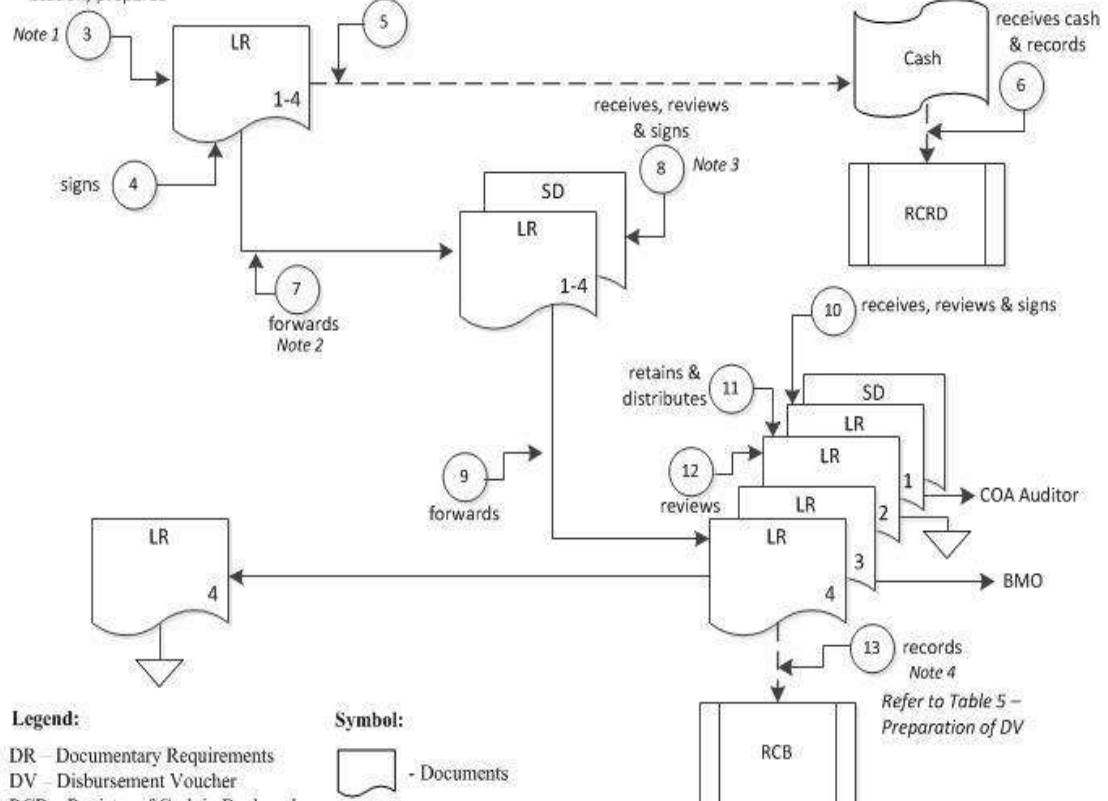 Note 1
3
LR
1-4
5
Cash
receives cash
& records
6
RCRD
signs
4
receives, reviews
& signs
8
Note 3
SD
LR
1-4
7
forwards
Note 2
10
receives, reviews & signs
retains &
distributes
11
SD
LR
1
COA Auditor
LR
2
12
reviews
LR
3
BMO
LR
4
9
forwards
LR
4
13
records
Note 4
Refer to Table 5 –
Preparation of DV
RCB
Legend:
DR – Documentary Requirements
DV – Disbursement Voucher
Symbol:
- Documents